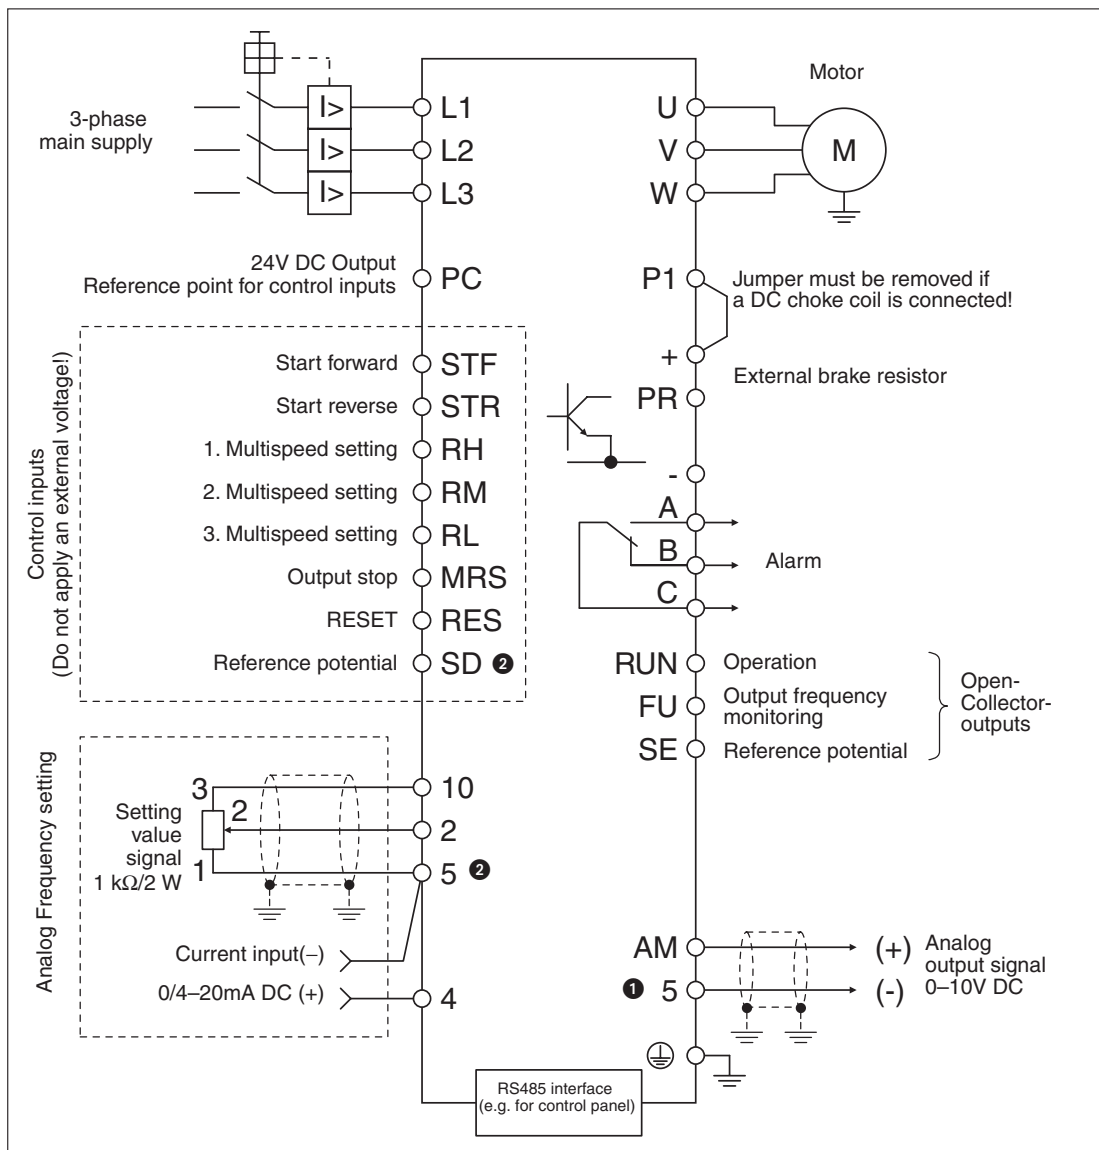 3-phase
main supply
I>
I>
I>
L1
L2
L3
U
V
W
Motor
M
24V DC Output
Reference point for control inputs
PC
P1
Jumper must be removed if
a DC choke coil is connected!
+
External brake resistor
PR
-
Control inputs
(Do not apply an external voltage!)
Start forward
STF
Start reverse
STR
1. Multispeed setting
RH
2. Multispeed setting
RM
3. Multispeed setting
RL
Output stop
MRS
RESET
RES
Reference potential
SD ❷
A
B
C
Alarm
RUN
Operation
FU
Output frequency
monitoring
SE
Reference potential
Open-
Collector-
outputs
Analog Frequency setting
Setting
value
signal
1 kΩ/2 W
3
2
1
10
2
5 ❷
Current input(–)
0/4–20mA DC (+)
4
AM
❶ 5
(+)
(-)
Analog
output signal
0–10V DC
RS485 interface
(e.g. for control panel)